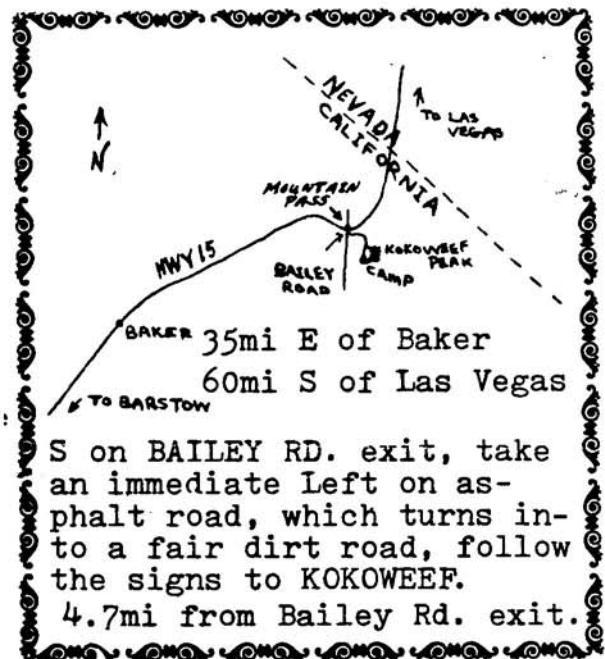 NEVADA
CALIFORNIA
TO LAS
VEGAS
N
MOUNTAIN
PASS
HWY 15
BAILEY
ROAD
KOKOWEEF
PEAK
CAMP
BAKER
35mi E of Baker
60mi S of Las Vegas
TO BARSTOW
S on BAILEY RD. exit, take
an immediate Left on as-
phalt road, which turns in-
to a fair dirt road, follow
the signs to KOKOWEEF.
4.7mi from Bailey Rd. exit.